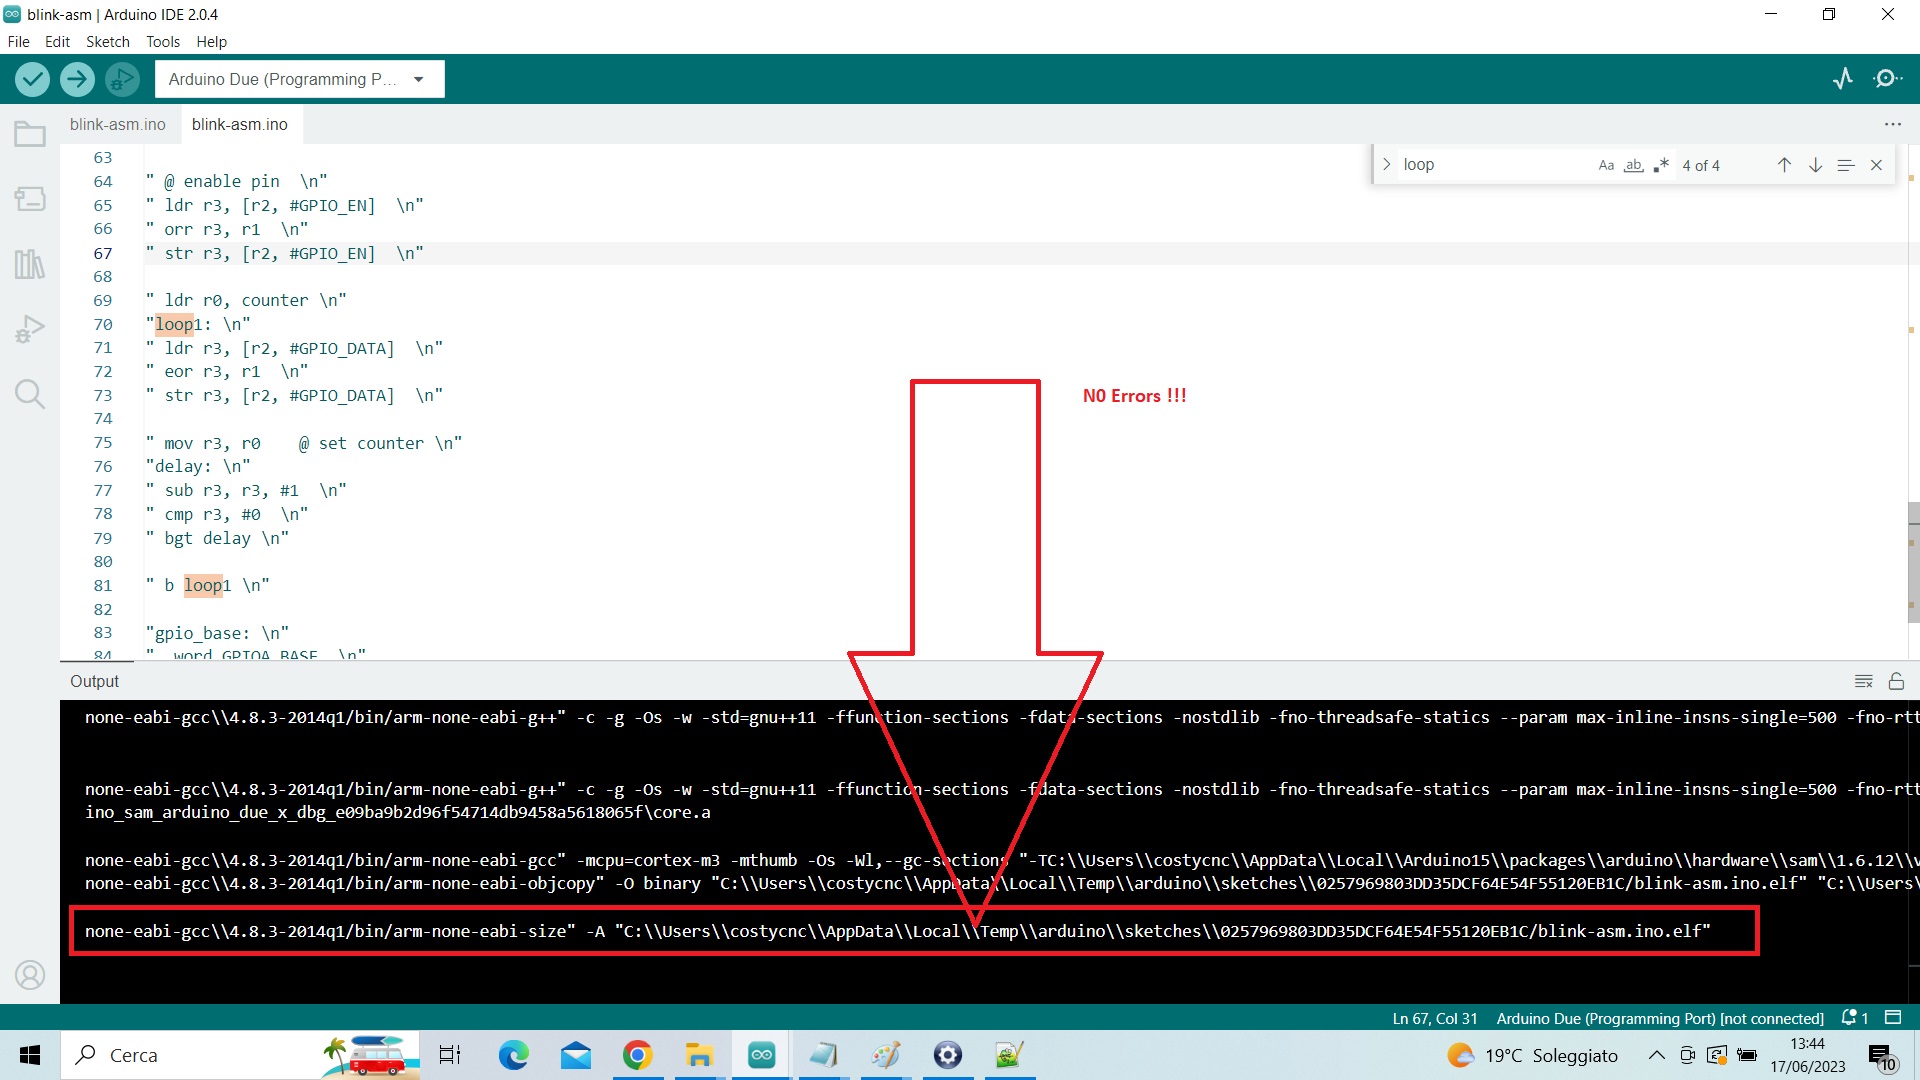 blink-asm | Arduino IDE 2.0.4
File Edit Sketch Tools Help
Arduino Due (Programming P...
blink-asm.ino blink-asm.ino
loop Aa ab 4 of 4
63
64 " @ enable pin  \n"
65 " ldr r3, [r2, #GPIO_EN]  \n"
66 " orr r3, r1  \n"
67 " str r3, [r2, #GPIO_EN]  \n"
68
69 " ldr r0, counter \n"
70 "loop1: \n"
71 " ldr r3, [r2, #GPIO_DATA]  \n"
72 " eor r3, r1  \n"
73 " str r3, [r2, #GPIO_DATA]  \n"
74
75 " mov r3, r0    @ set counter \n"
76 "delay: \n"
77 " sub r3, r3, #1  \n"
78 " cmp r3, #0  \n"
79 " bgt delay \n"
80
81 " b loop1 \n"
82
83 "gpio_base: \n"
84 " .word GPIOA_BASE  \n"
N0 Errors !!!
Output
none-eabi-gcc\\4.8.3-2014q1/bin/arm-none-eabi-g++" -c -g -Os -w -std=gnu++11 -ffunction-sections -fdata-sections -nostdlib -fno-threadsafe-statics --param max-inline-insns-single=500 -fno-rtt
none-eabi-gcc\\4.8.3-2014q1/bin/arm-none-eabi-g++" -c -g -Os -w -std=gnu++11 -ffunction-sections -fdata-sections -nostdlib -fno-threadsafe-statics --param max-inline-insns-single=500 -fno-rtt
ino_sam_arduino_due_x_dbg_e09ba9b2d96f54714db9458a5618065f\core.a
none-eabi-gcc\\4.8.3-2014q1/bin/arm-none-eabi-gcc" -mcpu=cortex-m3 -mthumb -Os -Wl,--gc-sections "-TC:\\Users\\costycnc\\AppData\\Local\\Arduino15\\packages\\arduino\\hardware\\sam\\1.6.12\\v
none-eabi-gcc\\4.8.3-2014q1/bin/arm-none-eabi-objcopy" -O binary "C:\\Users\\costycnc\\AppData\\Local\\Temp\\arduino\\sketches\\0257969803DD35DCF64E54F55120EB1C/blink-asm.ino.elf" "C:\\Users\
none-eabi-gcc\\4.8.3-2014q1/bin/arm-none-eabi-size" -A "C:\\Users\\costycnc\\AppData\\Local\\Temp\\arduino\\sketches\\0257969803DD35DCF64E54F55120EB1C/blink-asm.ino.elf"
Ln 67, Col 31 Arduino Due (Programming Port) [not connected] 1
Cerca
19°C Soleggiato
13:44
17/06/2023
10